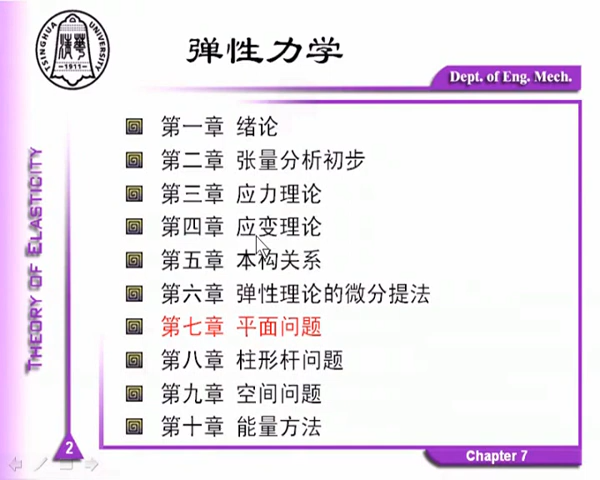 TSINGHUA UNIVERSITY
-1911-
弹性力学
Dept. of Eng. Mech.
THEORY OF ELASTICITY
第一章 绪论
第二章 张量分析初步
第三章 应力理论
第四章 应变理论
第五章 本构关系
第六章 弹性理论的微分提法
第七章 平面问题
第八章 柱形杆问题
第九章 空间问题
第十章 能量方法
2
Chapter 7